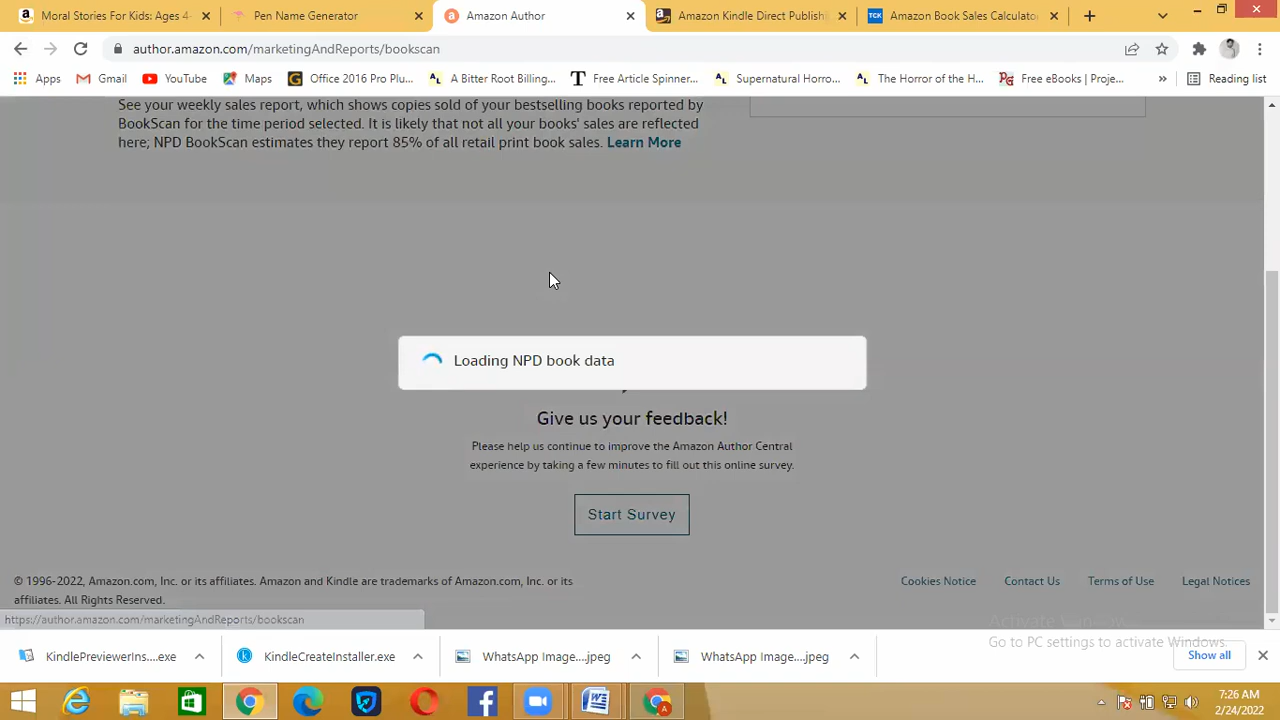 Moral Stories For Kids: Ages 4-
Pen Name Generator
Amazon Author
Amazon Kindle Direct Publishi
TCK
Amazon Book Sales Calculato
author.amazon.com/marketingAndReports/bookscan
Apps
Gmail
YouTube
Maps
Office 2016 Pro Plu...
A Bitter Root Billing...
Free Article Spinner...
Supernatural Horro...
The Horror of the H...
Free eBooks | Proje...
Reading list
See your weekly sales report, which shows copies sold of your bestselling books reported by
BookScan for the time period selected. It is likely that not all your books' sales are reflected
here; NPD BookScan estimates they report 85% of all retail print book sales. Learn More
Loading NPD book data
Give us your feedback!
Please help us continue to improve the Amazon Author Central
experience by taking a few minutes to fill out this online survey.
Start Survey
© 1996-2022, Amazon.com, Inc. or its affiliates. Amazon and Kindle are trademarks of Amazon.com, Inc. or its
affiliates. All Rights Reserved.
Cookies Notice
Contact Us
Terms of Use
Legal Notices
https://author.amazon.com/marketingAndReports/bookscan
Activate Windows
Go to PC settings to activate Windows.
KindlePreviewerIns....exe
KindleCreateInstaller.exe
WhatsApp Image....jpeg
WhatsApp Image....jpeg
Show all
7:26 AM
2/24/2022